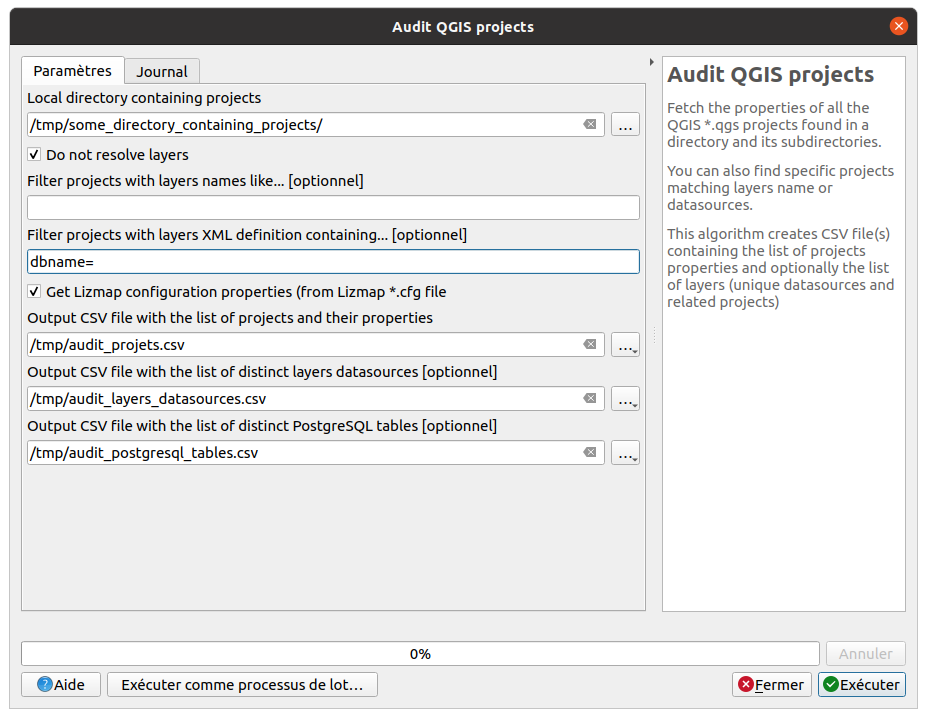 Audit QGIS projects
Paramètres
Journal
Local directory containing projects
/tmp/some_directory_containing_projects/
...
Do not resolve layers
Filter projects with layers names like... [optionnel]
Filter projects with layers XML definition containing... [optionnel]
dbname=
Get Lizmap configuration properties (from Lizmap *.cfg file
Output CSV file with the list of projects and their properties
/tmp/audit_projets.csv
...
Output CSV file with the list of distinct layers datasources [optionnel]
/tmp/audit_layers_datasources.csv
...
Output CSV file with the list of distinct PostgreSQL tables [optionnel]
/tmp/audit_postgresql_tables.csv
...
Audit QGIS projects
Fetch the properties of all the
QGIS *.qgs projects found in a
directory and its subdirectories.
You can also find specific projects
matching layers name or
datasources.
This algorithm creates CSV file(s)
containing the list of projects
properties and optionally the list
of layers (unique datasources and
related projects)
0%
Annuler
Aide
Exécuter comme processus de lot...
Fermer
Exécuter